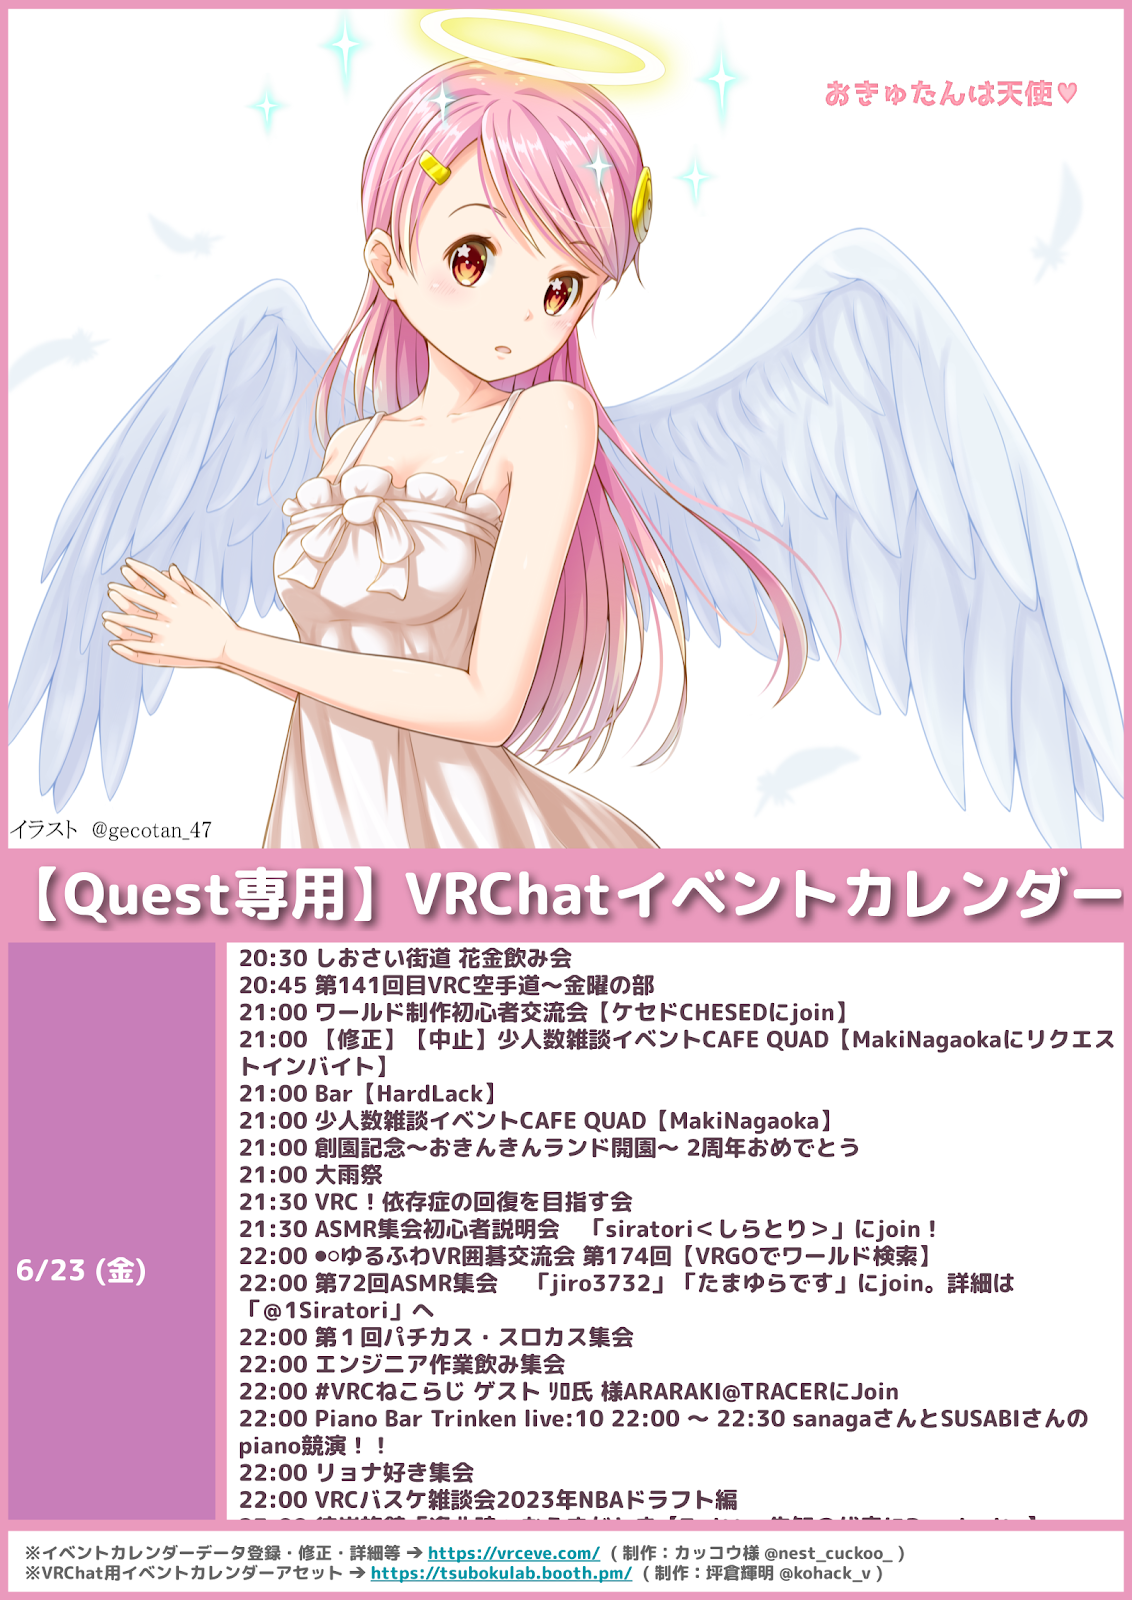 おきゅたんは天使♥
イラスト @gecotan_47
【Quest専用】VRChatイベントカレンダー
6/23 (金)
20:30 しおさい街道 花金飲み会
20:45 第141回目VRC空手道～金曜の部
21:00 ワールド制作初心者交流会【ケセドCHESEDにjoin】
21:00 【修正】【中止】少人数雑談イベントCAFE QUAD【MakiNagaokaにリクエス
トインバイト】
21:00 Bar【HardLack】
21:00 少人数雑談イベントCAFE QUAD【MakiNagaoka】
21:00 創園記念～おきんきんランド開園～ 2周年おめでとう
21:00 大雨祭
21:30 VRC！依存症の回復を目指す会
21:30 ASMR集会初心者説明会　「siratori＜しらとり＞」にjoin！
22:00 ●○ゆるふわVR囲碁交流会 第174回【VRGOでワールド検索】
22:00 第72回ASMR集会　「jiro3732」「たまゆらです」にjoin。詳細は
「@1Siratori」へ
22:00 第１回パチカス・スロカス集会
22:00 エンジニア作業飲み集会
22:00 #VRCねこらじ ゲスト ﾘﾛ氏 様ARARAKI@TRACERにJoin
22:00 Piano Bar Trinken live:10 22:00 ～ 22:30 sanagaさんとSUSABIさんの
piano競演！！
22:00 リョナ好き集会
22:00 VRCバスケ雑談会2023年NBAドラフト編
※イベントカレンダーデータ登録・修正・詳細等 ➔ https://vrceve.com/ ( 制作：カッコウ様 @nest_cuckoo_ )
※VRChat用イベントカレンダーアセット ➔ https://tsubokulab.booth.pm/ ( 制作：坪倉輝明 @kohack_v )